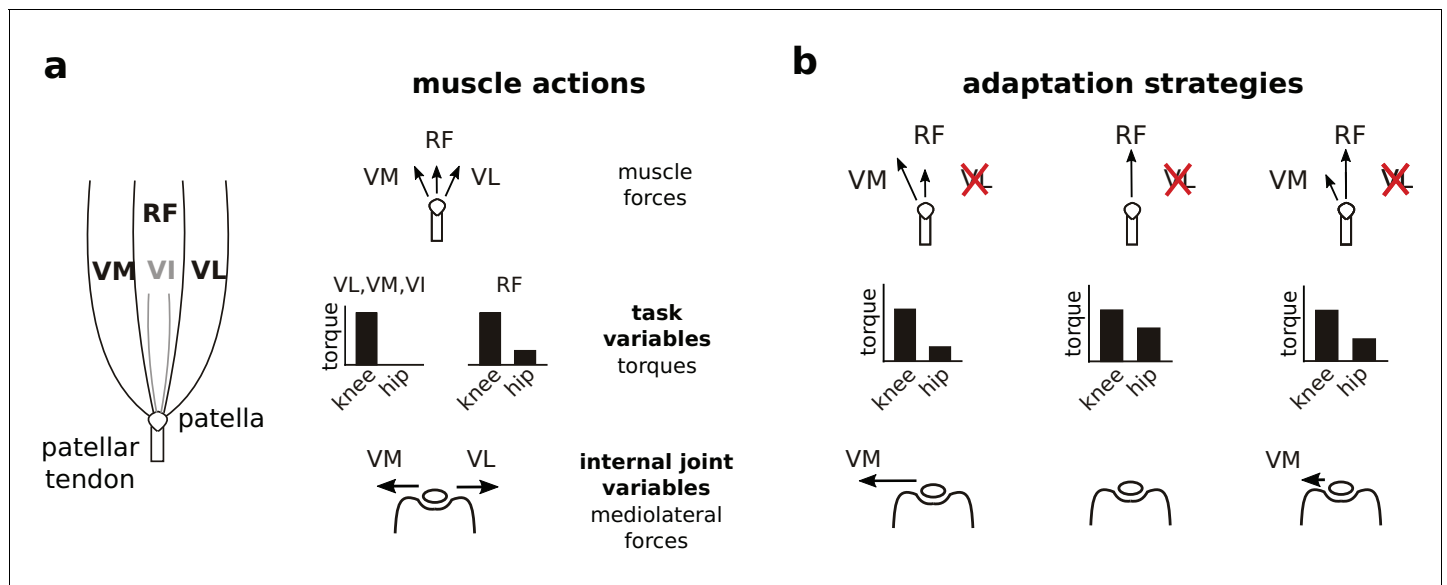 a
muscle actions
RF
VM
VL
muscle
forces
RF
VM
VI
VL
patella
patellar
tendon
VL,VM,VI
torque
knee
hip
RF
knee
hip
task
variables
torques
VM
VL
internal joint
variables
mediolateral
forces
b
adaptation strategies
RF
VM
VL
RF
VL
RF
VM
VL
torque
knee
hip
torque
knee
hip
torque
knee
hip
VM
VM